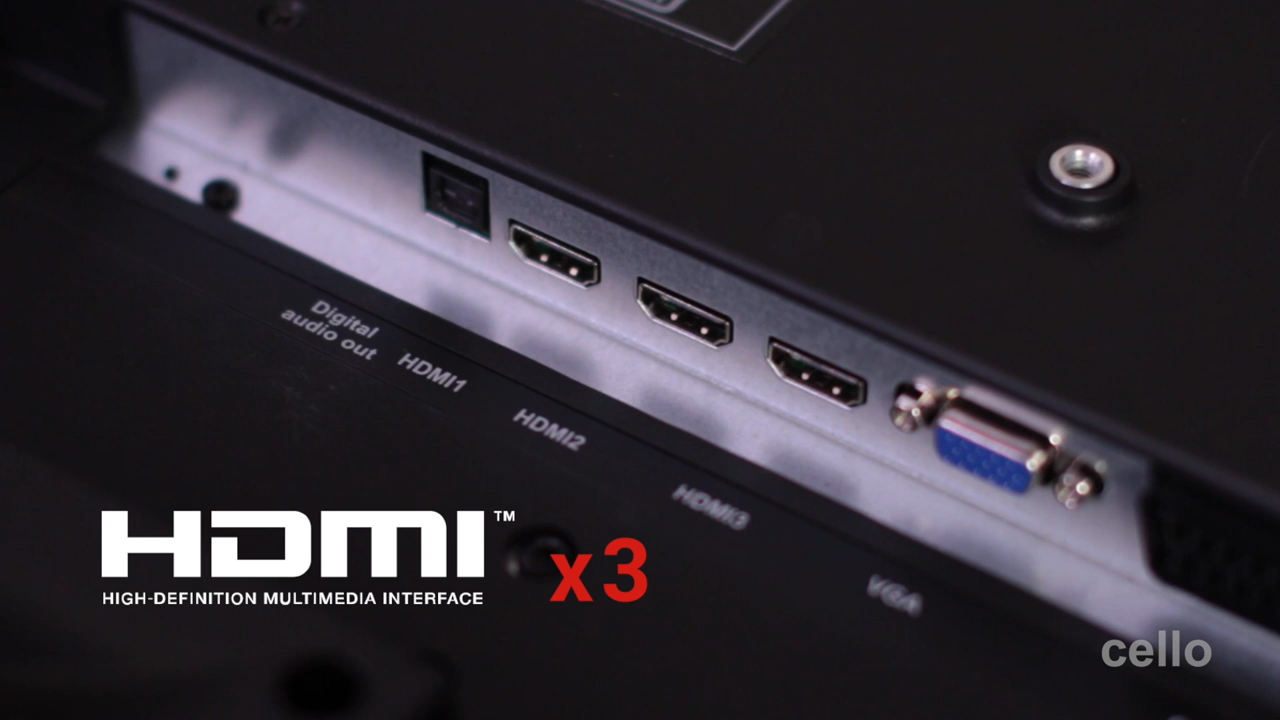 Digital
audio out
HDMI1
HDMI2
HDMI3
VGA
HDMI™
HIGH-DEFINITION MULTIMEDIA INTERFACE
x3
cello